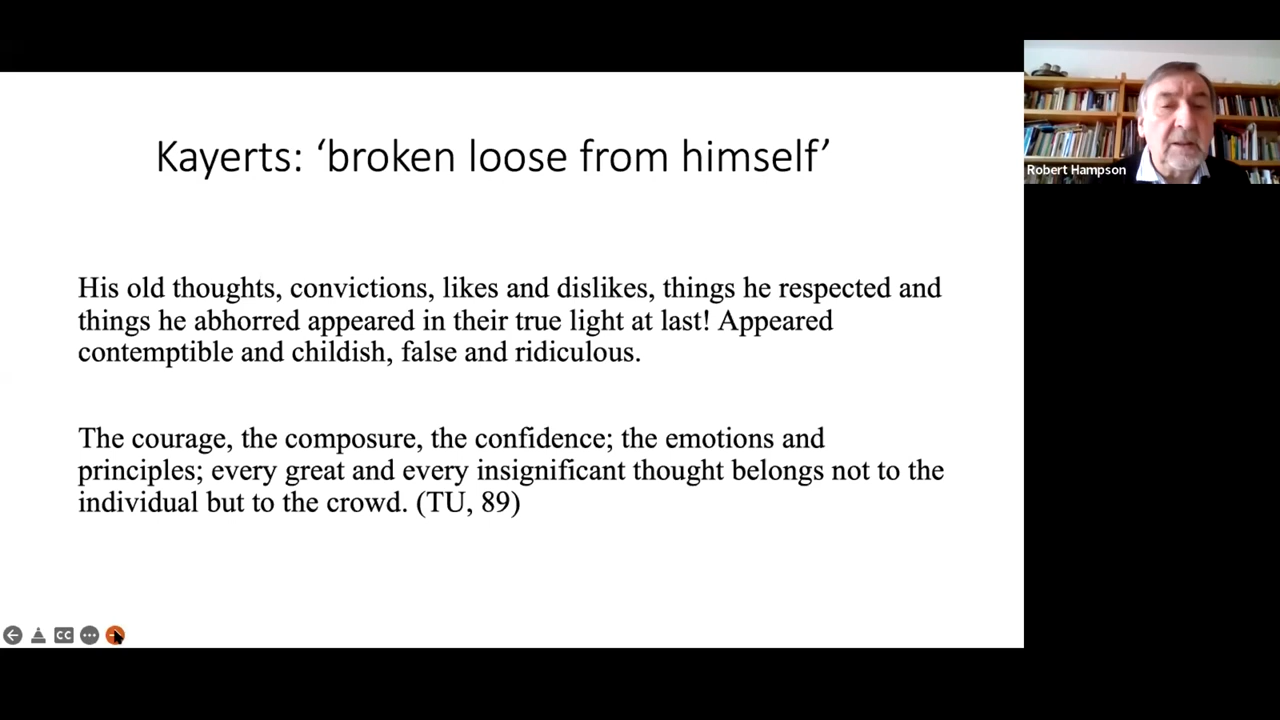 Kayerts: ‘broken loose from himself’
His old thoughts, convictions, likes and dislikes, things he respected and
things he abhorred appeared in their true light at last! Appeared
contemptible and childish, false and ridiculous.
The courage, the composure, the confidence; the emotions and
principles; every great and every insignificant thought belongs not to the
individual but to the crowd. (TU, 89)
CC
Robert Hampson